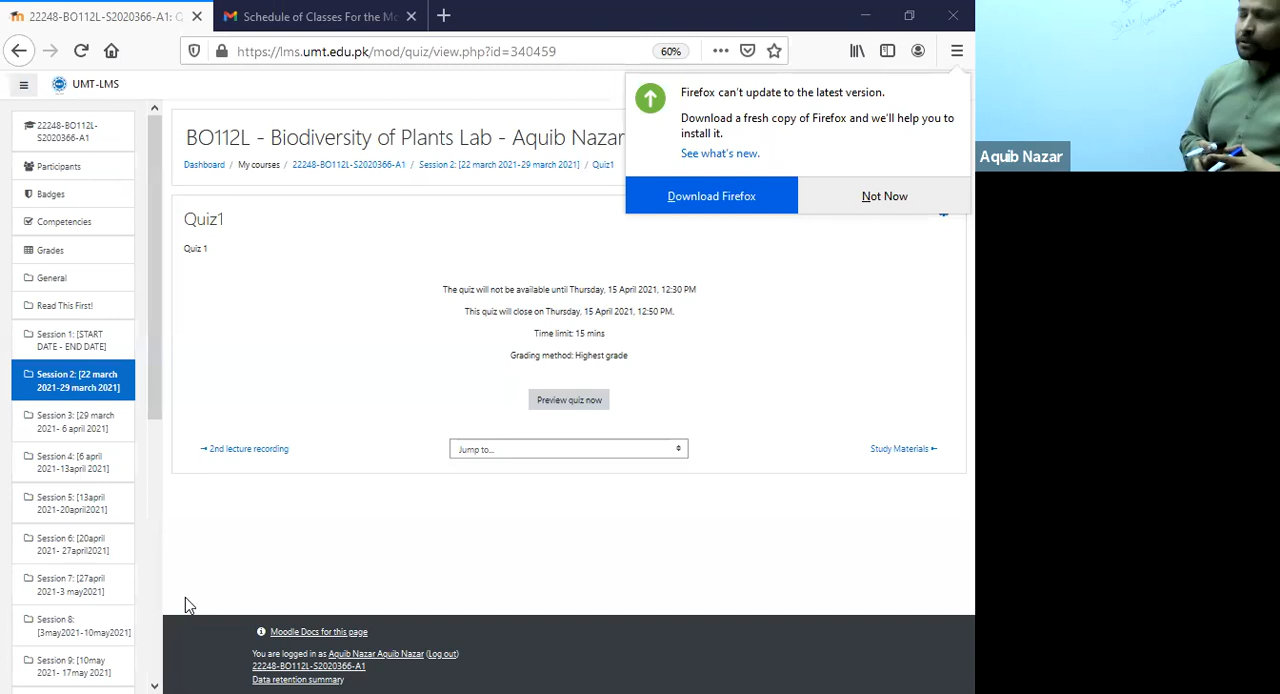 22248-BO112L-S2020366-A1: Q
Schedule of Classes For the Mo
https://lms.umt.edu.pk/mod/quiz/view.php?id=340459
60%
UMT-LMS
Firefox can't update to the latest version.
Download a fresh copy of Firefox and we'll help you to
install it.
See what's new.
Download Firefox
Not Now
Aquib Nazar
22248-BO112L-
S2020366-A1
Participants
Badges
Competencies
Grades
General
Read This First!
Session 1: [START
DATE - END DATE]
Session 2: [22 march
2021-29 march 2021]
Session 3: [29 march
2021- 6 april 2021]
Session 4: [6 april
2021-13april 2021]
Session 5: [13april
2021-20april2021]
Session 6: [20april
2021- 27april2021]
Session 7: [27april
2021-3 may2021]
Session 8:
[3may2021-10may2021]
Session 9: [10may
2021- 17may 2021]
BO112L - Biodiversity of Plants Lab - Aquib Nazar
Dashboard / My courses / 22248-BO112L-S2020366-A1 / Session 2: [22 march 2021-29 march 2021] / Quiz1
Quiz1
Quiz 1
The quiz will not be available until Thursday, 15 April 2021, 12:30 PM
This quiz will close on Thursday, 15 April 2021, 12:50 PM.
Time limit: 15 mins
Grading method: Highest grade
Preview quiz now
2nd lecture recording
Jump to...
Study Materials
Moodle Docs for this page
You are logged in as Aquib Nazar Aquib Nazar (Log out)
22248-BO112L-S2020366-A1
Data retention summary